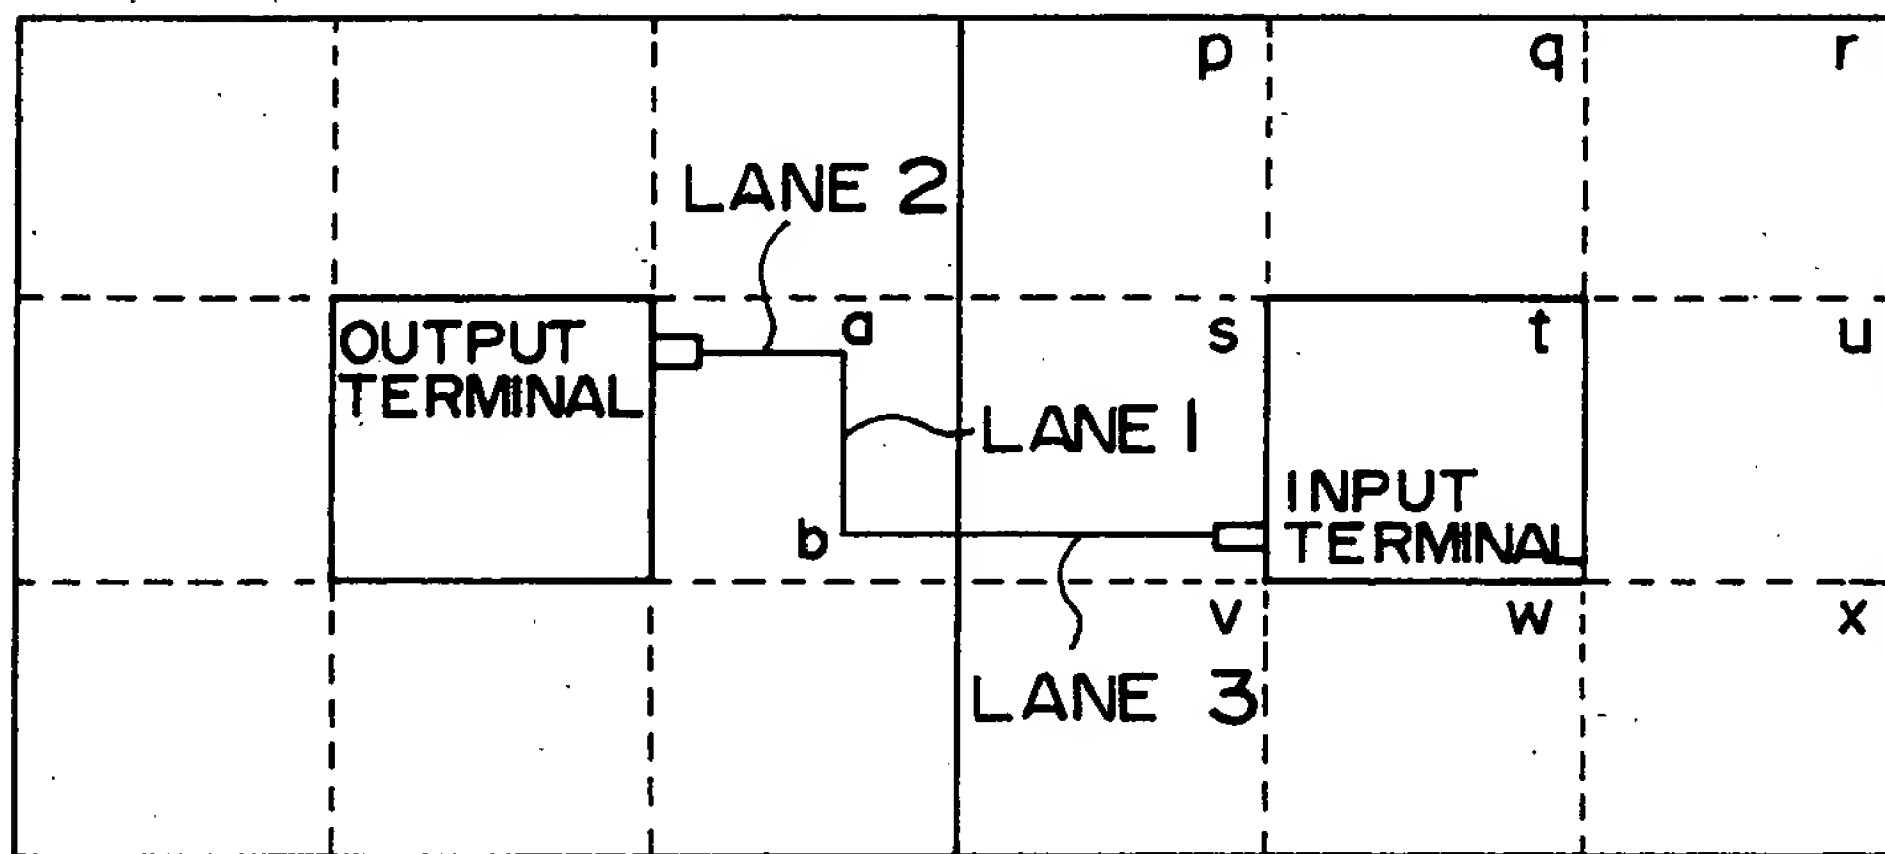 p q r
LANE 2
OUTPUT
TERMINAL
a
s t u
LANE 1
INPUT
TERMINAL
b
v w x
LANE 3